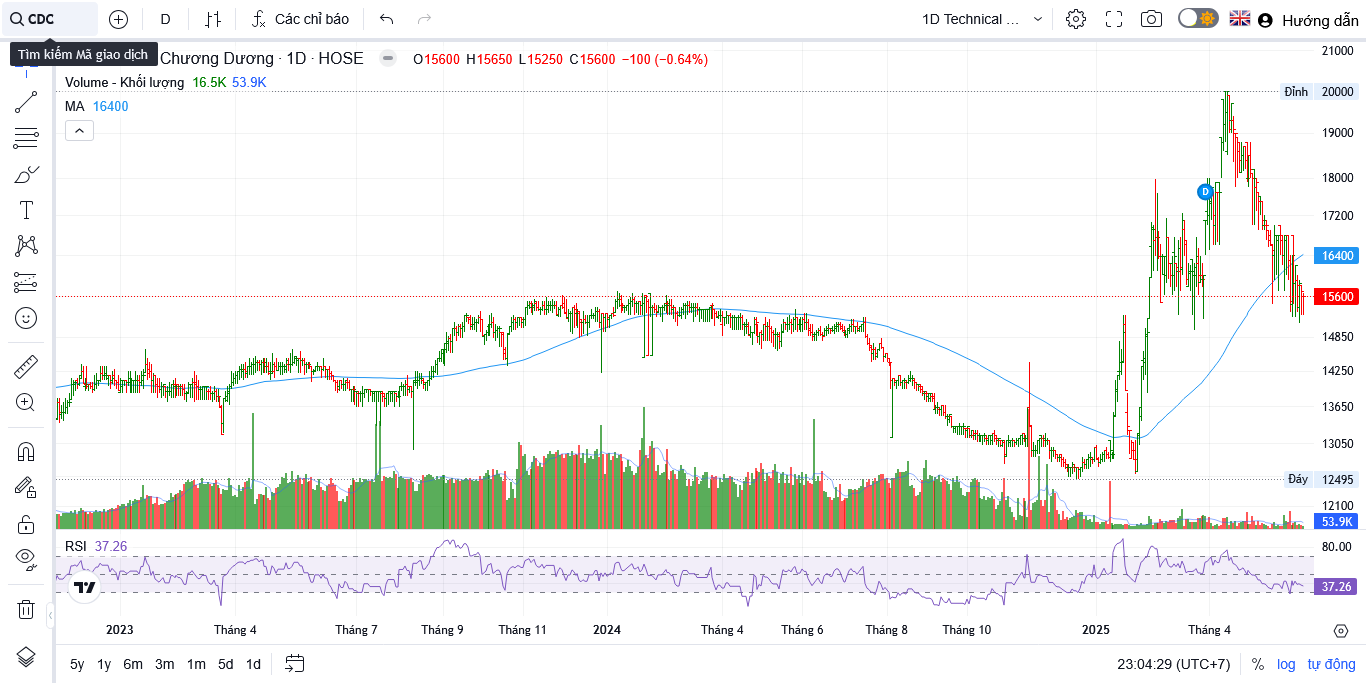 CDC
D
Các chỉ báo
1D Technical ...
Hướng dẫn
Tìm kiếm Mã giao dịch
Chương Dương · 1D · HOSE
O15600 H15650 L15250 C15600 −100 (−0.64%)
Volume - Khối lượng 16.5K 53.9K
MA 16400
21000
Đỉnh 20000
19000
18000
D
17200
16400
15600
14850
14250
13650
13050
Đáy 12495
12100
53.9K
RSI 37.26
80.00
37.26
2023 Tháng 4 Tháng 7 Tháng 9 Tháng 11 2024 Tháng 4 Tháng 6 Tháng 8 Tháng 10 2025 Tháng 4
5y 1y 6m 3m 1m 5d 1d
23:04:29 (UTC+7) % log tự động